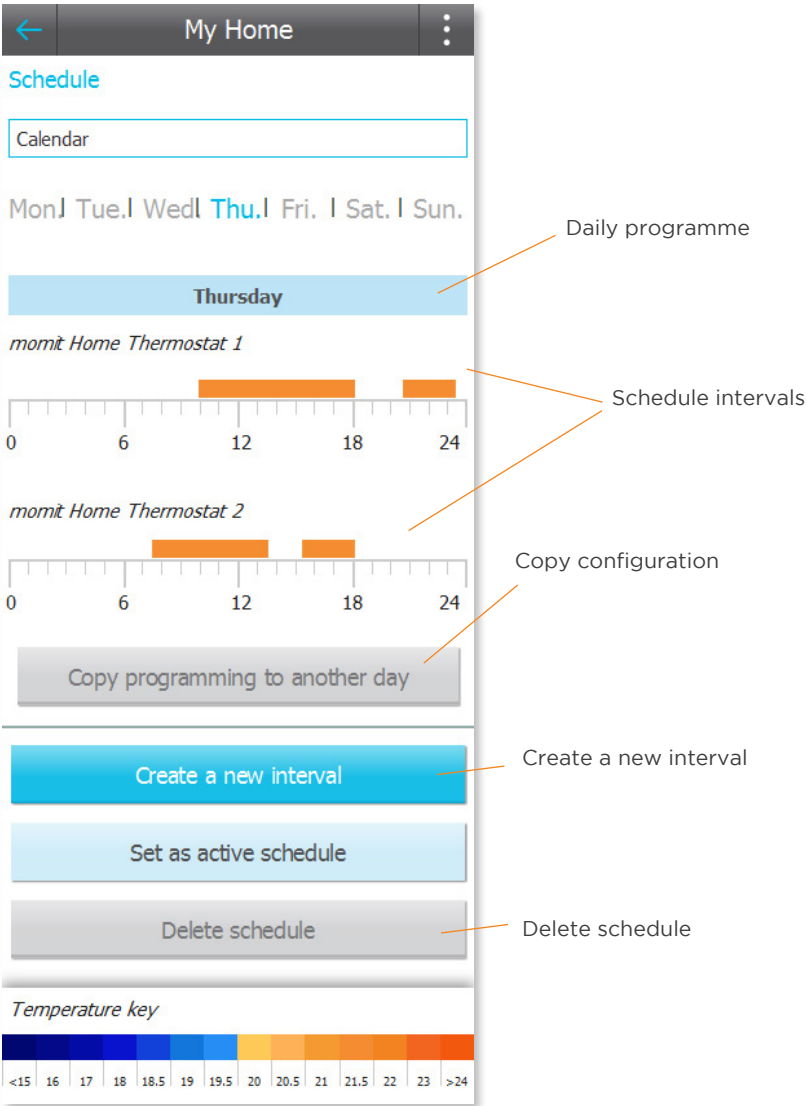 My Home
Schedule
Calendar
Mon. Tue. Wed. Thu. Fri. Sat. Sun.
Daily programme
Thursday
momit Home Thermostat 1
Schedule intervals
0 6 12 18 24
momit Home Thermostat 2
Copy configuration
0 6 12 18 24
Copy programming to another day
Create a new interval
Create a new interval
Set as active schedule
Delete schedule
Delete schedule
Temperature key
<15 16 17 18 18.5 19 19.5 20 20.5 21 21.5 22 23 >24